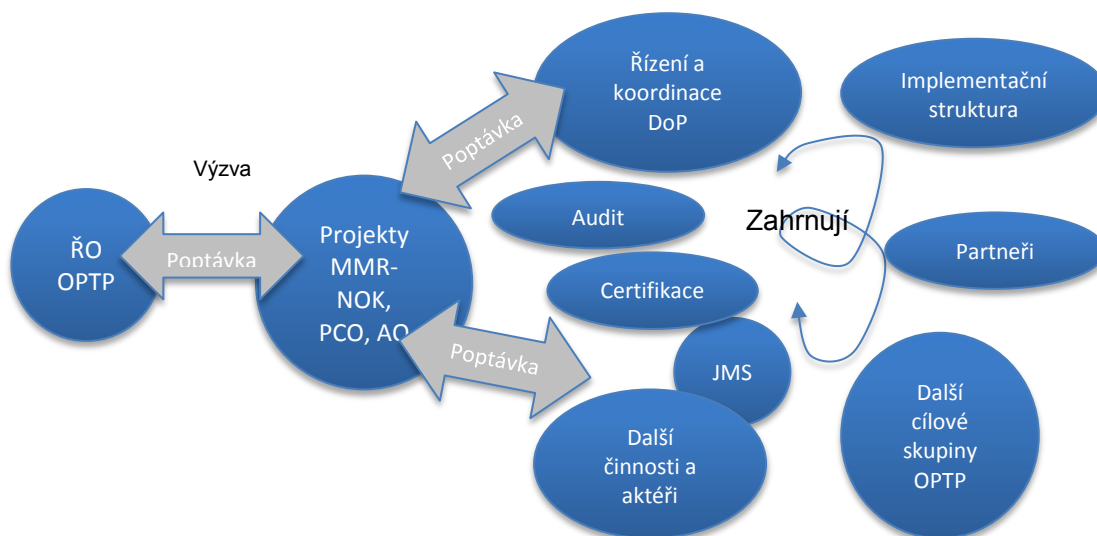 Výzva
ŘO
OPTP
Poptávka
Projekty
MMR-
NOK,
PCO, AO
Poptávka
Poptávka
Řízení a
koordinace
DoP
Audit
Certifikace
JMS
Další
činnosti a
aktéři
Zahrnují
Implementační
struktura
Partneři
Další
cílové
skupiny
OPTP